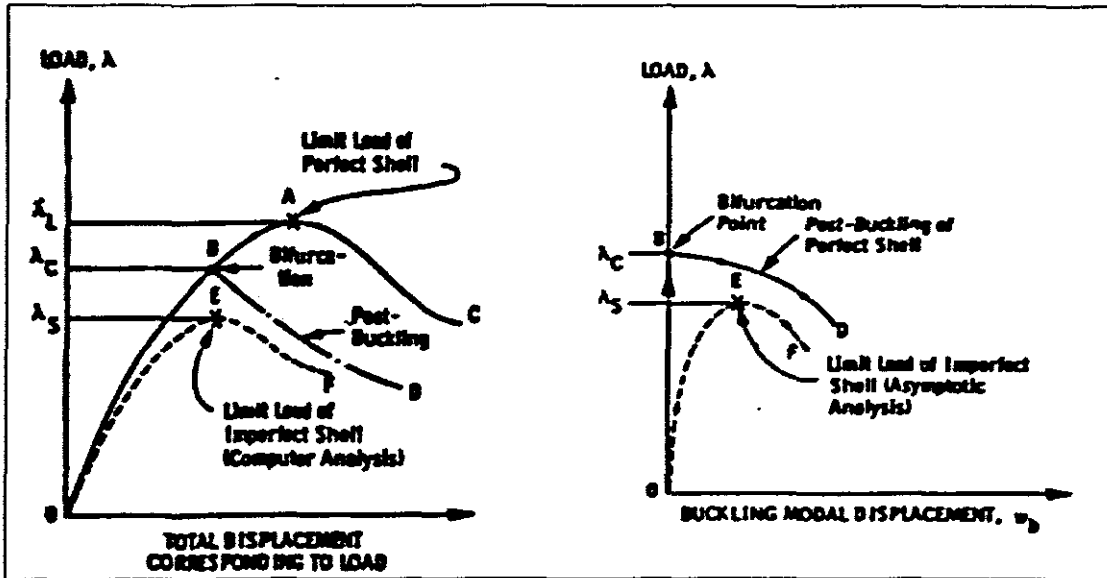 LOAD, λ
Limit Load of
Perfect Shell
A
λL
B
λC
Bifurca-
tion
E
λS
Post-
Buckling
C
F
D
Limit Load of
Imperfect Shell
(Computer Analysis)
0
TOTAL DISPLACEMENT
CORRESPONDING TO LOAD
LOAD, λ
Bifurcation
Point
B
Post-Buckling of
Perfect Shell
λC
E
λS
D
F
Limit Load of Imperfect
Shell (Asymptotic
Analysis)
0
BUCKLING MODAL DISPLACEMENT, wb